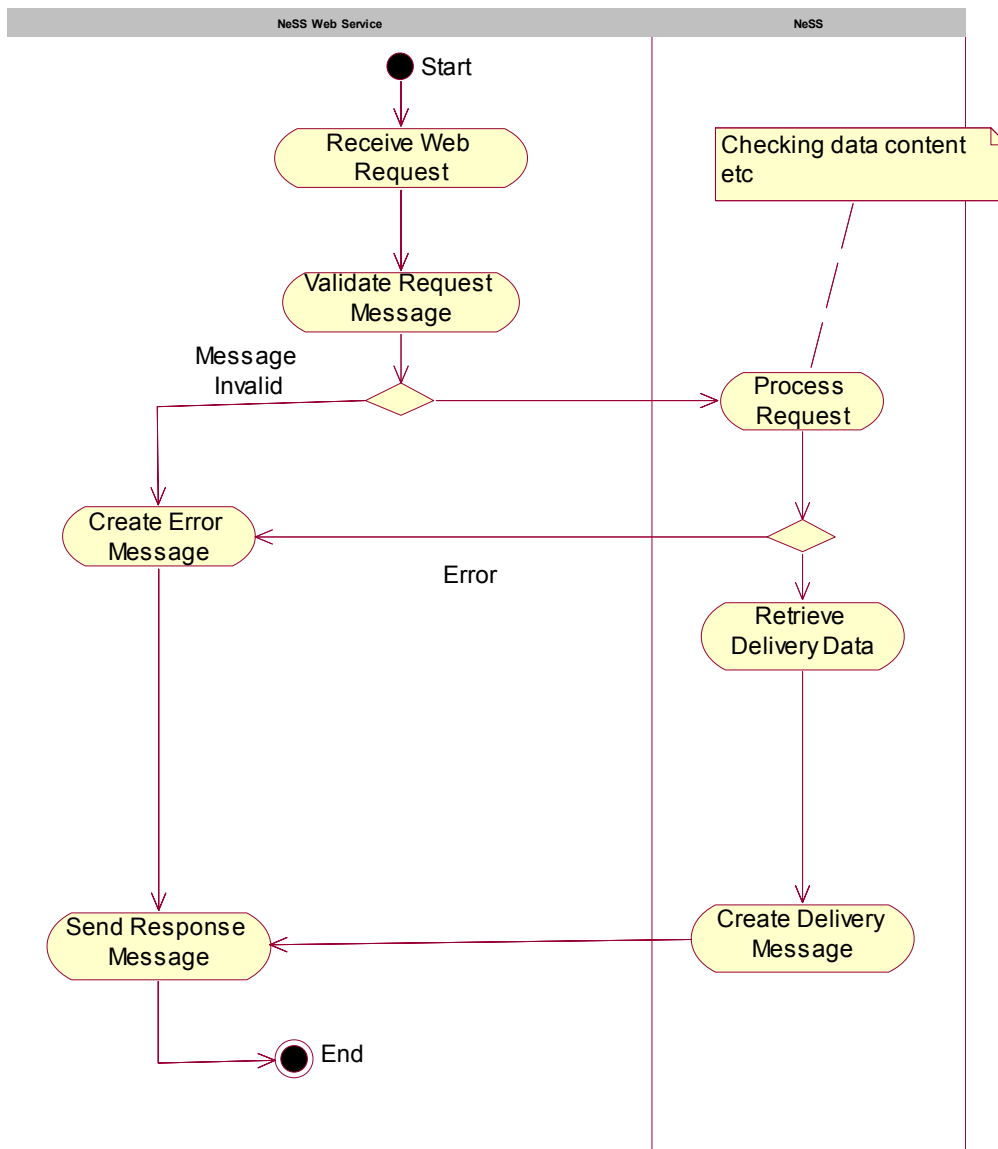 NeSS Web Service
NeSS
Start
Receive Web
Request
Checking data content
etc
Validate Request
Message
Message
Invalid
Process
Request
Create Error
Message
Error
Retrieve
Delivery Data
Send Response
Message
Create Delivery
Message
End